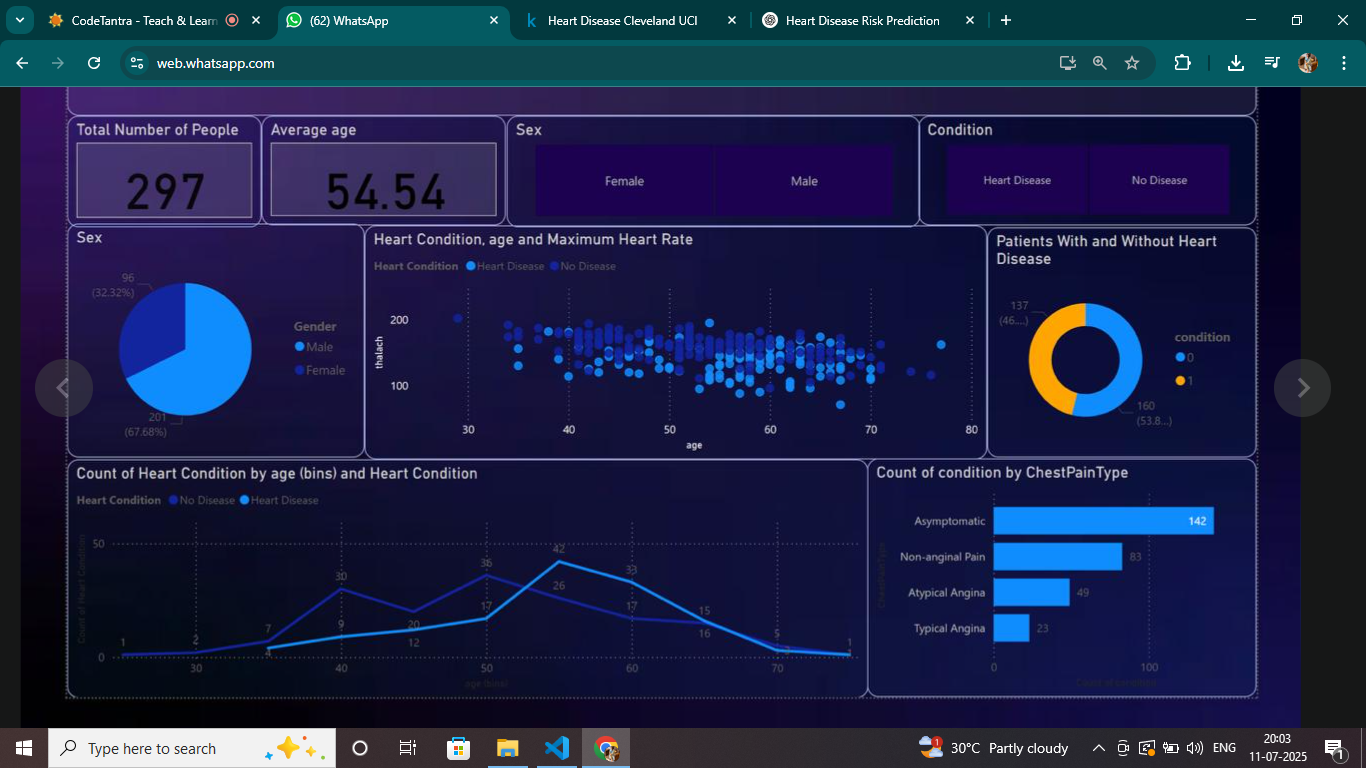 CodeTantra - Teach & Learn
(62) WhatsApp
Heart Disease Cleveland UCI
Heart Disease Risk Prediction
web.whatsapp.com
Total Number of People
297
Average age
54.54
Sex
Female
Male
Condition
Heart Disease
No Disease
Sex
96
(32.32%)
201
(67.68%)
Gender
Male
Female
Heart Condition, age and Maximum Heart Rate
Heart Condition Heart Disease No Disease
200
100
thalach
30 40 50 60 70 80
age
Patients With and Without Heart
Disease
137
(46....)
160
(53.8...)
condition
0
1
Count of Heart Condition by age (bins) and Heart Condition
Heart Condition No Disease Heart Disease
Count of Heart Condition
50
0
1 2 7 30 20 36 26 17 15 5 1
4 9 12 17 42 33 16
30 40 50 60 70
age (bins)
Count of condition by ChestPainType
ChestPainType
Asymptomatic 142
Non-anginal Pain 83
Atypical Angina 49
Typical Angina 23
0 100
Count of condition
Type here to search
1
30°C Partly cloudy
ENG
20:03
11-07-2025
1